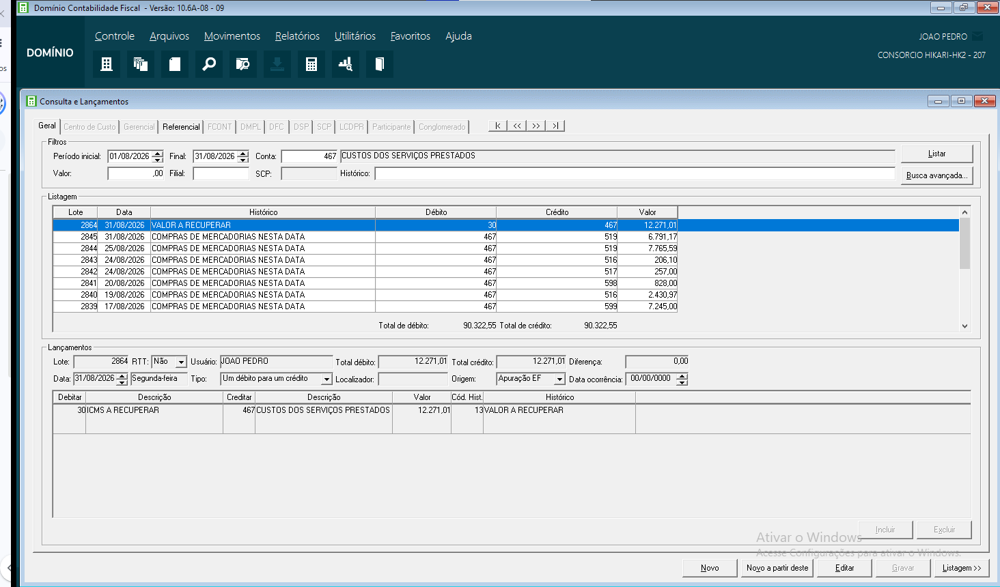 Domínio Contabilidade Fiscal - Versão: 10.6A-08 - 09
DOMÍNIO
Controle Arquivos Movimentos Relatórios Utilitários Favoritos Ajuda
JOAO PEDRO
CONSORCIO HIKARI-HK2 - 207
os
Consulta e Lançamentos
Geral Centro de Custo Gerencial Referencial FCONT DMPL DFC DSP SCP LCDPR Participante Conglomerado |< << >> >|
Filtros
Período inicial: 01/08/2026 Final: 31/08/2026 Conta: 467 CUSTOS DOS SERVIÇOS PRESTADOS Listar
Valor: ,00 Filial: SCP: Histórico: Busca avançada...
Listagem
Lote Data Histórico Débito Crédito Valor
2864 31/08/2026 VALOR A RECUPERAR 30 467 12.271,01
2845 31/08/2026 COMPRAS DE MERCADORIAS NESTA DATA 467 519 6.791,17
2844 25/08/2026 COMPRAS DE MERCADORIAS NESTA DATA 467 519 7.765,59
2843 24/08/2026 COMPRAS DE MERCADORIAS NESTA DATA 467 516 206,10
2842 24/08/2026 COMPRAS DE MERCADORIAS NESTA DATA 467 517 257,00
2841 20/08/2026 COMPRAS DE MERCADORIAS NESTA DATA 467 598 828,00
2840 19/08/2026 COMPRAS DE MERCADORIAS NESTA DATA 467 516 2.430,97
2839 17/08/2026 COMPRAS DE MERCADORIAS NESTA DATA 467 599 7.245,00
Total de débito: 90.322,55 Total de crédito: 90.322,55
Lançamentos
Lote: 2864 RTT: Não Usuário: JOAO PEDRO Total débito: 12.271,01 Total crédito: 12.271,01 Diferença: 0,00
Data: 31/08/2026 Segunda-feira Tipo: Um débito para um crédito Localizador: Origem: Apuração EF Data ocorrência: 00/00/0000
Debitar Descrição Creditar Descrição Valor Cód. Hist. Histórico
30 ICMS A RECUPERAR 467 CUSTOS DOS SERVIÇOS PRESTADOS 12.271,01 13 VALOR A RECUPERAR
Incluir Excluir
Ativar o Windows
Acesse Configurações para ativar o Windows.
Novo Novo a partir deste Editar Gravar Listagem >>